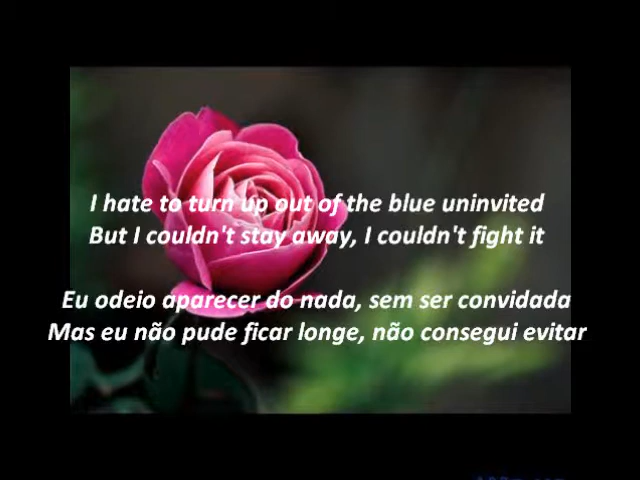 I hate to turn up out of the blue uninvited
But I couldn't stay away, I couldn't fight it
Eu odeio aparecer do nada, sem ser convidada
Mas eu não pude ficar longe, não consegui evitar